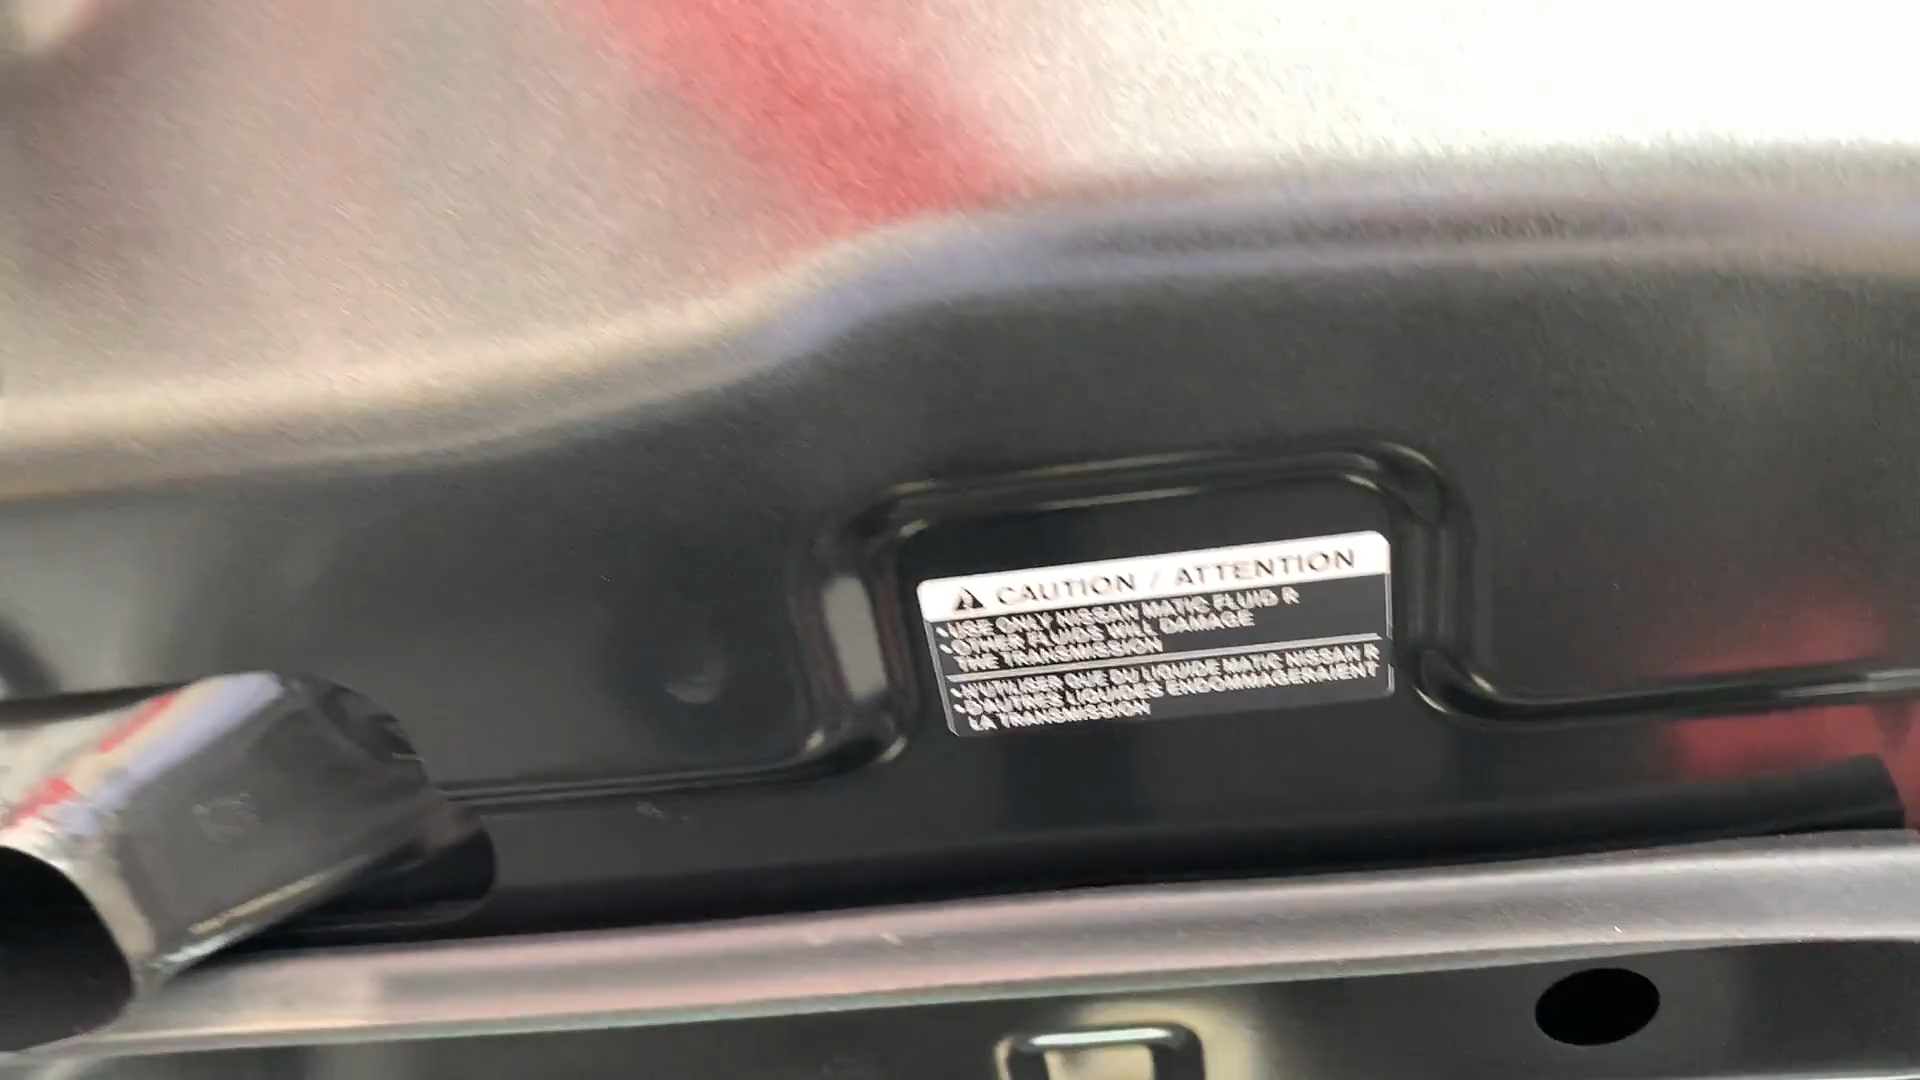 ⚠ CAUTION / ATTENTION
•USE ONLY NISSAN MATIC FLUID R
•OTHER FLUIDS WILL DAMAGE
THE TRANSMISSION
•N'UTILISER QUE DU LIQUIDE MATIC NISSAN R
•D'AUTRES LIQUIDES ENDOMMAGERAIENT
LA TRANSMISSION